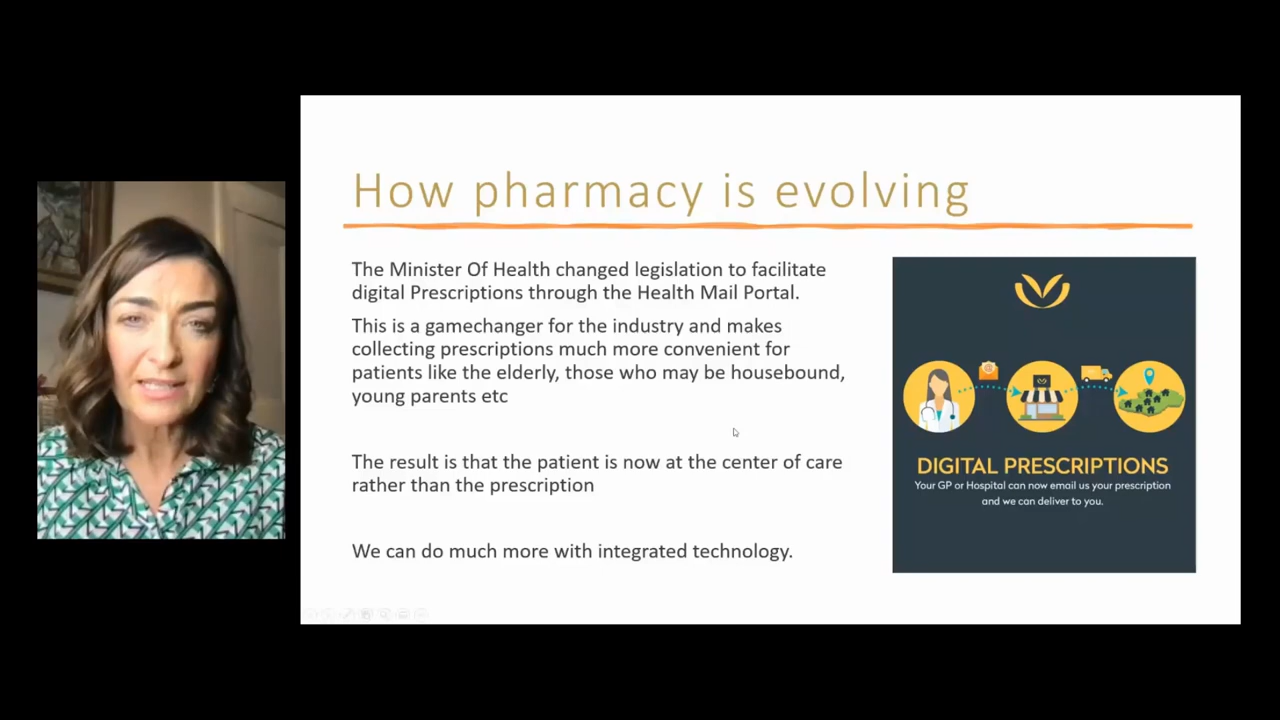 How pharmacy is evolving
The Minister Of Health changed legislation to facilitate
digital Prescriptions through the Health Mail Portal.
This is a gamechanger for the industry and makes
collecting prescriptions much more convenient for
patients like the elderly, those who may be housebound,
young parents etc
The result is that the patient is now at the center of care
rather than the prescription
We can do much more with integrated technology.
DIGITAL PRESCRIPTIONS
Your GP or Hospital can now email us your prescription
and we can deliver to you.